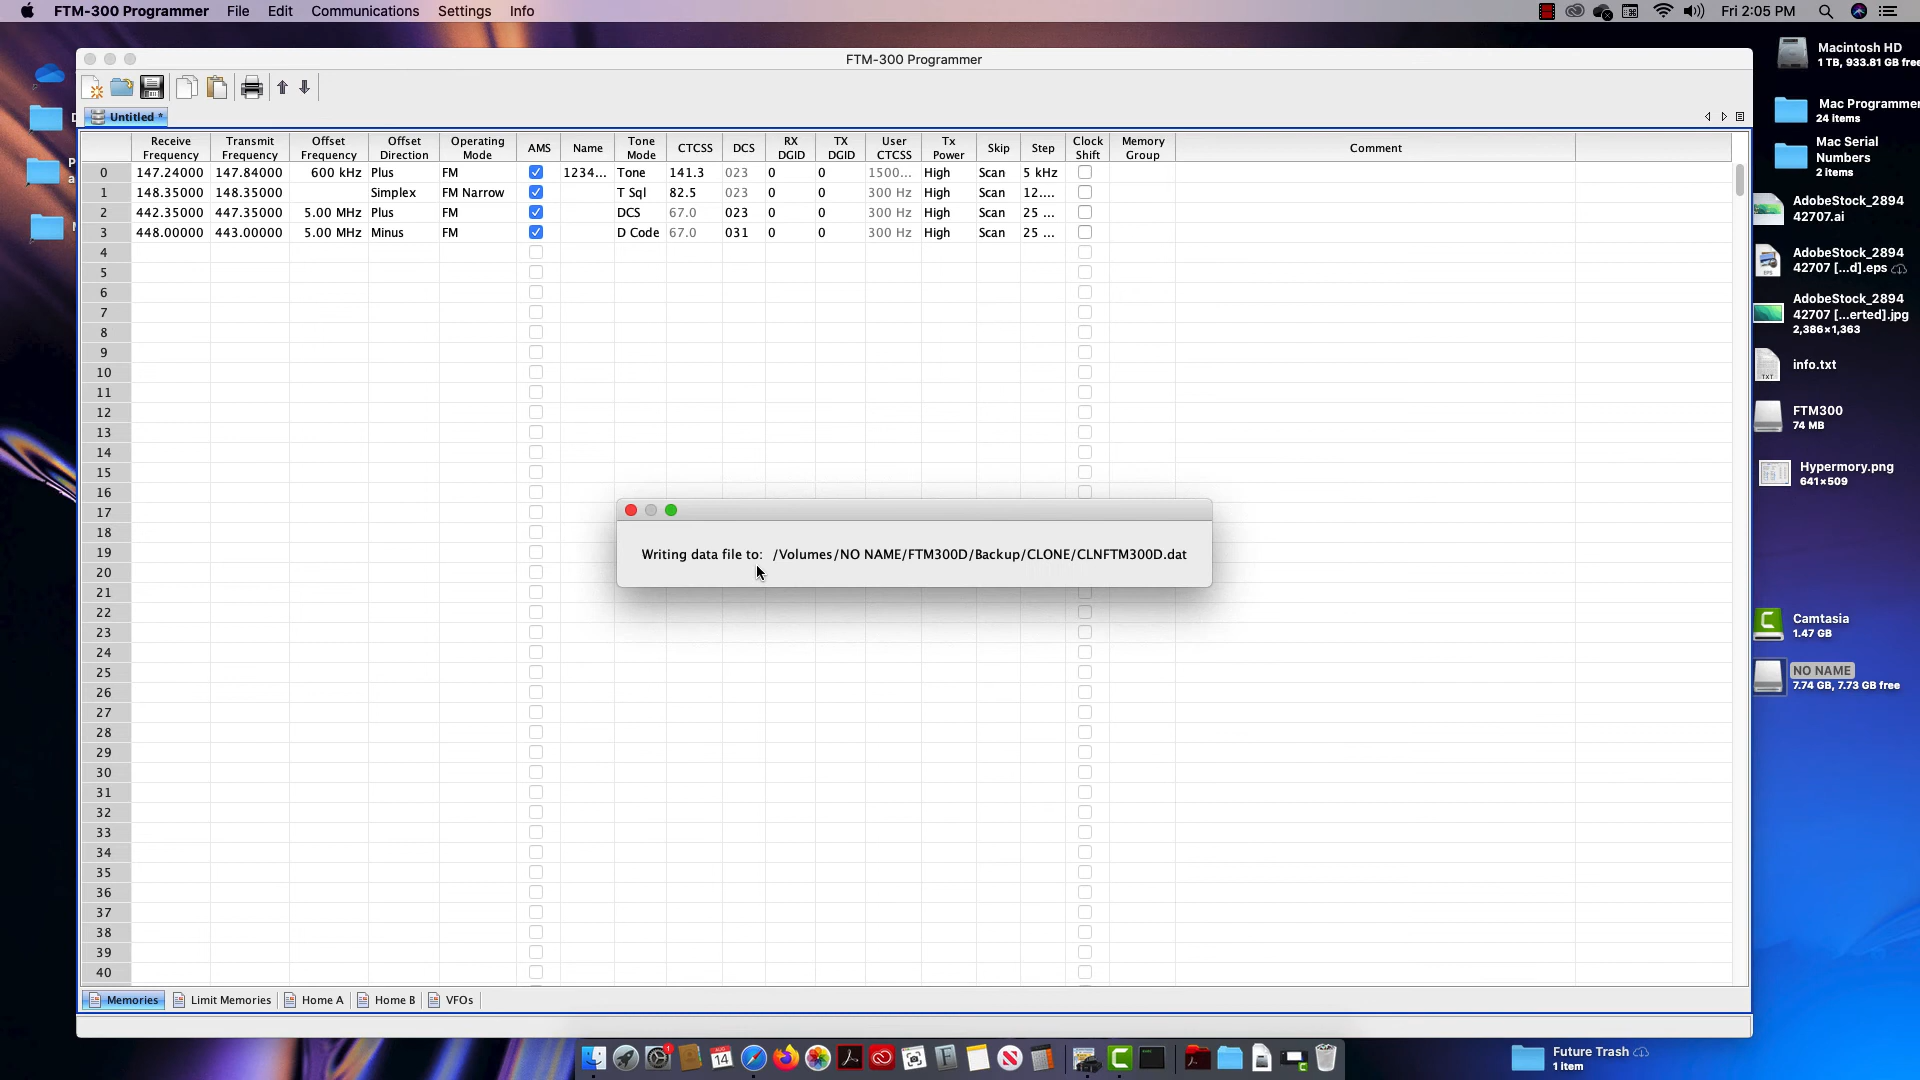 FTM-300 Programmer File Edit Communications Settings Info Fri 2:05 PM
FTM-300 Programmer
Untitled *
Receive Frequency Transmit Frequency Offset Frequency Offset Direction Operating Mode AMS Name Tone Mode CTCSS DCS RX DGID TX DGID User CTCSS Tx Power Skip Step Clock Shift Memory Group Comment
0 147.24000 147.84000 600 kHz Plus FM 1234... Tone 141.3 023 0 0 1500... High Scan 5 kHz
1 148.35000 148.35000 Simplex FM Narrow T Sql 82.5 023 0 0 300 Hz High Scan 12....
2 442.35000 447.35000 5.00 MHz Plus FM DCS 67.0 023 0 0 300 Hz High Scan 25 ...
3 448.00000 443.00000 5.00 MHz Minus FM D Code 67.0 031 0 0 300 Hz High Scan 25 ...
4
5
6
7
8
9
10
11
12
13
14
15
16
17
18
19
20
21
22
23
24
25
26
27
28
29
30
31
32
33
34
35
36
37
38
39
40
Writing data file to: /Volumes/NO NAME/FTM300D/Backup/CLONE/CLNFTM300D.dat
Memories Limit Memories Home A Home B VFOs
Macintosh HD
1 TB, 933.81 GB free
Mac Programmer
24 items
Mac Serial
Numbers
2 items
AdobeStock_2894
42707.ai
AdobeStock_2894
42707 [...d].eps
AdobeStock_2894
42707 [...erted].jpg
2,386×1,363
info.txt
FTM300
74 MB
Hypermory.png
641×509
Camtasia
1.47 GB
NO NAME
7.74 GB, 7.73 GB free
Future Trash
1 item
AUG
14
1
TXT
EPS